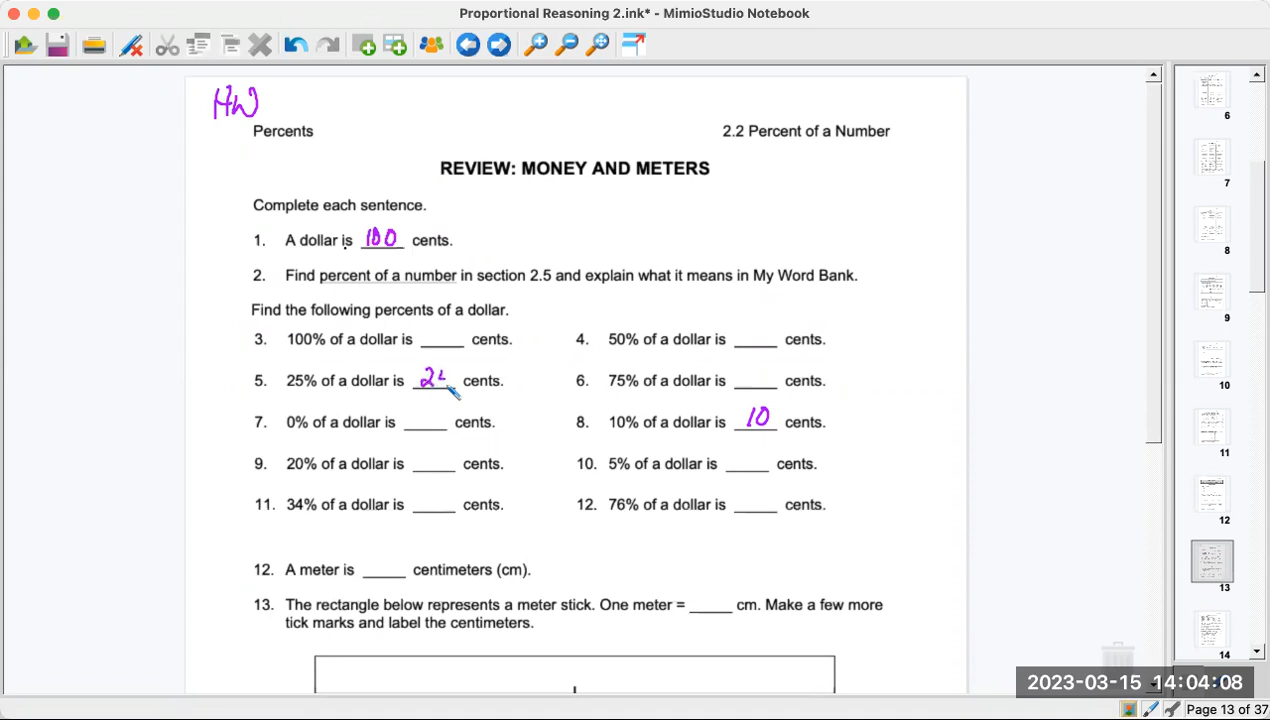 Proportional Reasoning 2.ink* - MimioStudio Notebook
HW
Percents 2.2 Percent of a Number
REVIEW: MONEY AND METERS
Complete each sentence.
1. A dollar is 100 cents.
2. Find percent of a number in section 2.5 and explain what it means in My Word Bank.
Find the following percents of a dollar.
3. 100% of a dollar is _____ cents. 4. 50% of a dollar is _____ cents.
5. 25% of a dollar is 2 cents. 6. 75% of a dollar is _____ cents.
7. 0% of a dollar is _____ cents. 8. 10% of a dollar is 10 cents.
9. 20% of a dollar is _____ cents. 10. 5% of a dollar is _____ cents.
11. 34% of a dollar is _____ cents. 12. 76% of a dollar is _____ cents.
12. A meter is _____ centimeters (cm).
13. The rectangle below represents a meter stick. One meter = _____ cm. Make a few more
tick marks and label the centimeters.
6
7
8
9
10
11
12
13
14
2023-03-15 14:04:08
Page 13 of 37